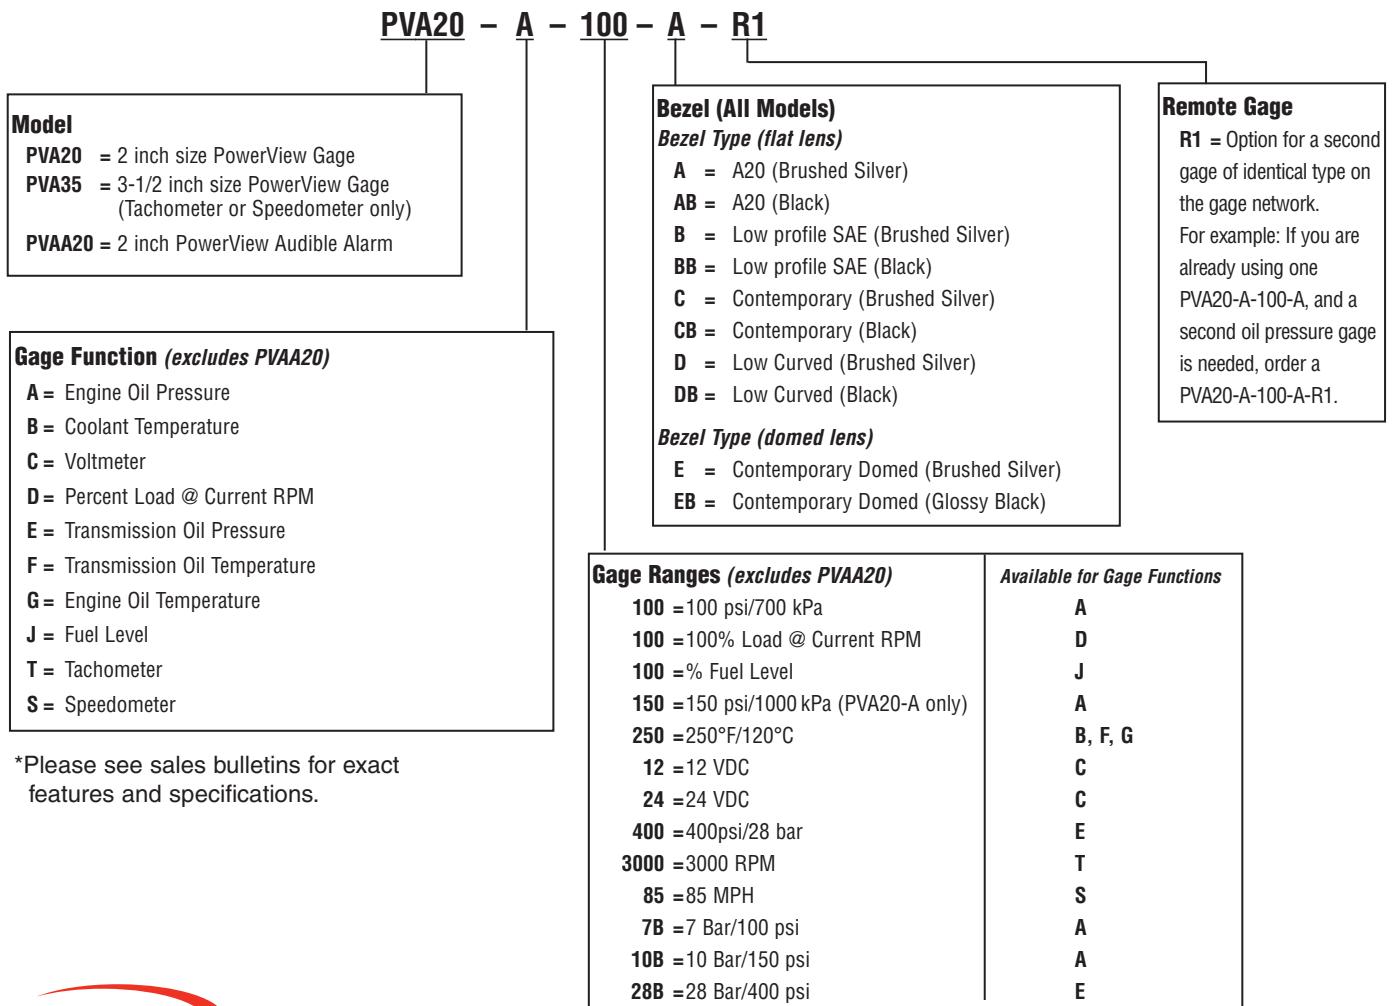 PVA20 – A – 100 – A – R1
Model
PVA20 = 2 inch size PowerView Gage
PVA35 = 3-1/2 inch size PowerView Gage
(Tachometer or Speedometer only)
PVAA20 = 2 inch PowerView Audible Alarm
Gage Function (excludes PVAA20)
A = Engine Oil Pressure
B = Coolant Temperature
C = Voltmeter
D = Percent Load @ Current RPM
E = Transmission Oil Pressure
F = Transmission Oil Temperature
G = Engine Oil Temperature
J = Fuel Level
T = Tachometer
S = Speedometer
*Please see sales bulletins for exact
features and specifications.
Bezel (All Models)
Bezel Type (flat lens)
A = A20 (Brushed Silver)
AB = A20 (Black)
B = Low profile SAE (Brushed Silver)
BB = Low profile SAE (Black)
C = Contemporary (Brushed Silver)
CB = Contemporary (Black)
D = Low Curved (Brushed Silver)
DB = Low Curved (Black)
Bezel Type (domed lens)
E = Contemporary Domed (Brushed Silver)
EB = Contemporary Domed (Glossy Black)
Remote Gage
R1 = Option for a second
gage of identical type on
the gage network.
For example: If you are
already using one
PVA20-A-100-A, and a
second oil pressure gage
is needed, order a
PVA20-A-100-A-R1.
Gage Ranges (excludes PVAA20) Available for Gage Functions
100 =100 psi/700 kPa A
100 =100% Load @ Current RPM D
100 =% Fuel Level J
150 =150 psi/1000 kPa (PVA20-A only) A
250 =250°F/120°C B, F, G
12 =12 VDC C
24 =24 VDC C
400 =400psi/28 bar E
3000 =3000 RPM T
85 =85 MPH S
7B =7 Bar/100 psi A
10B =10 Bar/150 psi A
28B =28 Bar/400 psi E